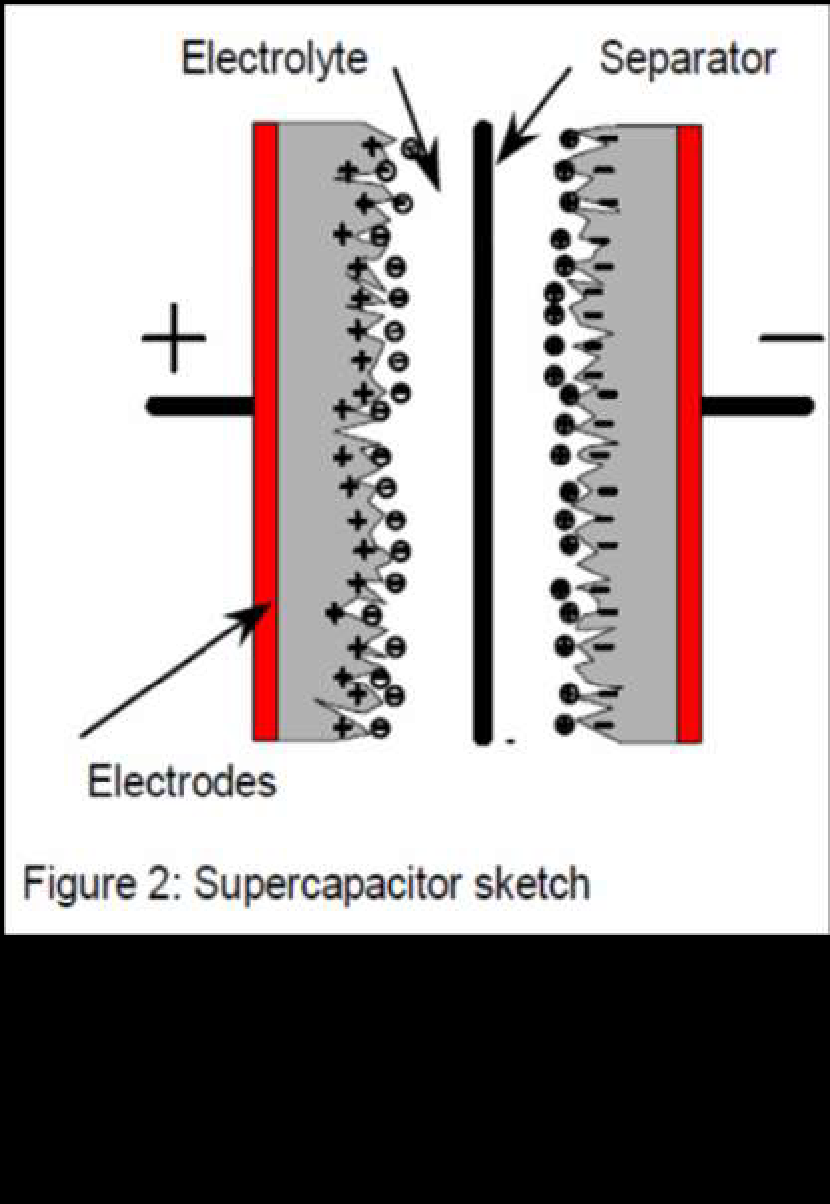 Electrolyte
Separator
+
−
Electrodes
Figure 2: Supercapacitor sketch